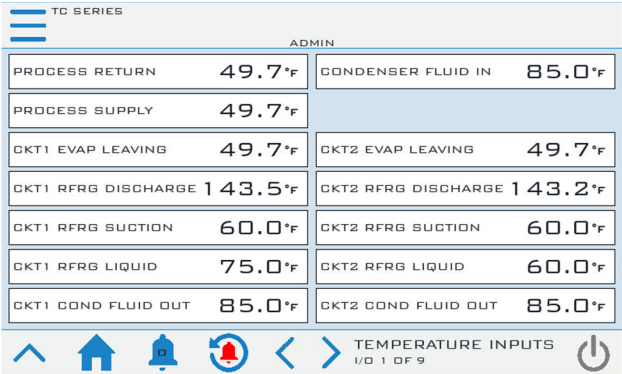 TC SERIES
ADMIN
PROCESS RETURN 49.7°F CONDENSER FLUID IN 85.0°F
PROCESS SUPPLY 49.7°F
CKT1 EVAP LEAVING 49.7°F CKT2 EVAP LEAVING 49.7°F
CKT1 RFRG DISCHARGE 143.5°F CKT2 RFRG DISCHARGE 143.2°F
CKT1 RFRG SUCTION 60.0°F CKT2 RFRG SUCTION 60.0°F
CKT1 RFRG LIQUID 75.0°F CKT2 RFRG LIQUID 60.0°F
CKT1 COND FLUID OUT 85.0°F CKT2 COND FLUID OUT 85.0°F
0
TEMPERATURE INPUTS
I/O 1 OF 9